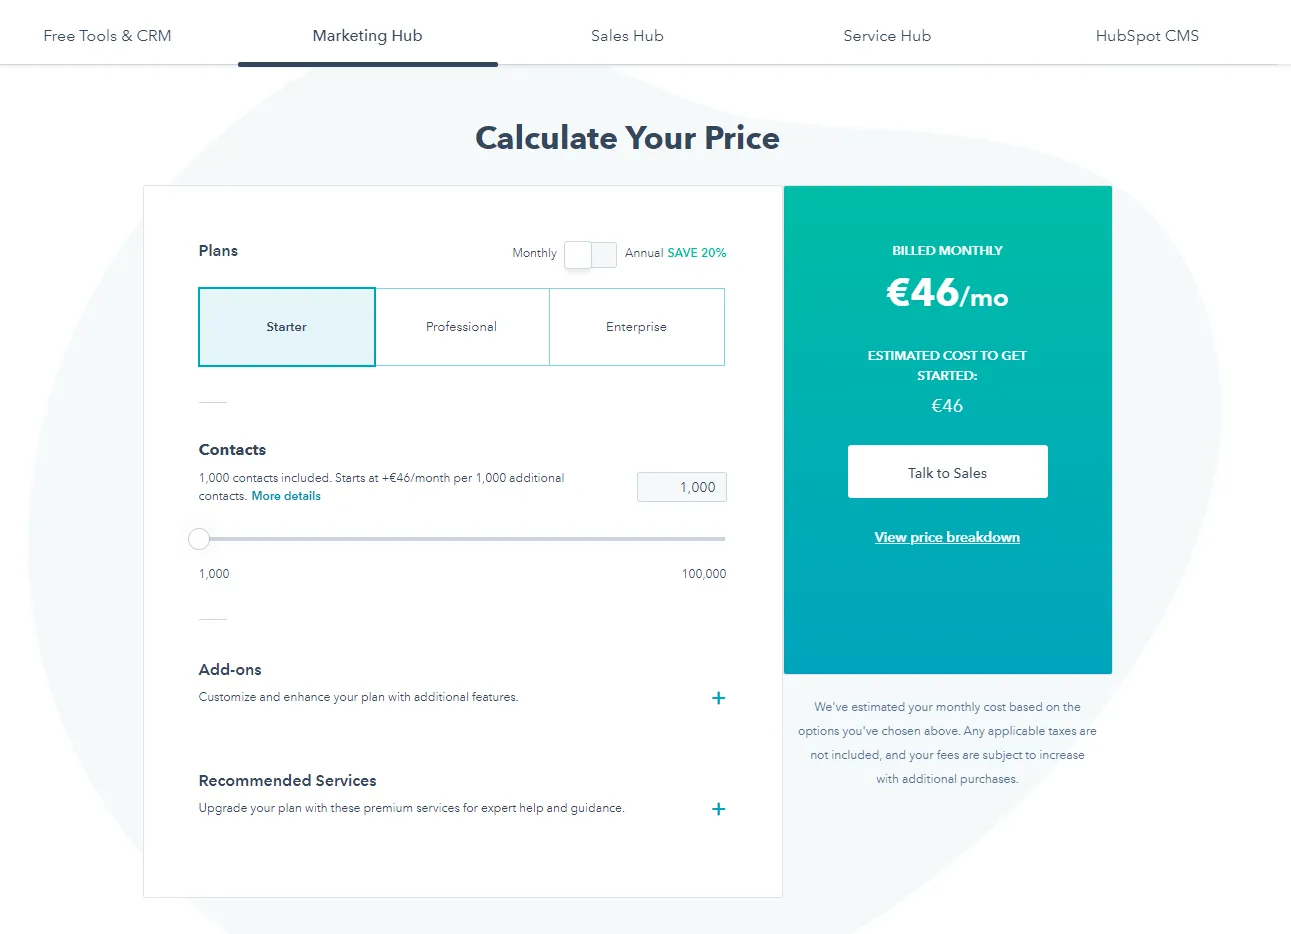 Free Tools & CRM
Marketing Hub
Sales Hub
Service Hub
HubSpot CMS
Calculate Your Price
Plans
Monthly
Annual SAVE 20%
Starter
Professional
Enterprise
Contacts
1,000 contacts included. Starts at +€46/month per 1,000 additional
contacts. More details
1,000
1,000
100,000
Add-ons
Customize and enhance your plan with additional features.
+
Recommended Services
Upgrade your plan with these premium services for expert help and guidance.
+
BILLED MONTHLY
€46/mo
ESTIMATED COST TO GET
STARTED:
€46
Talk to Sales
View price breakdown
We've estimated your monthly cost based on the
options you've chosen above. Any applicable taxes are
not included, and your fees are subject to increase
with additional purchases.